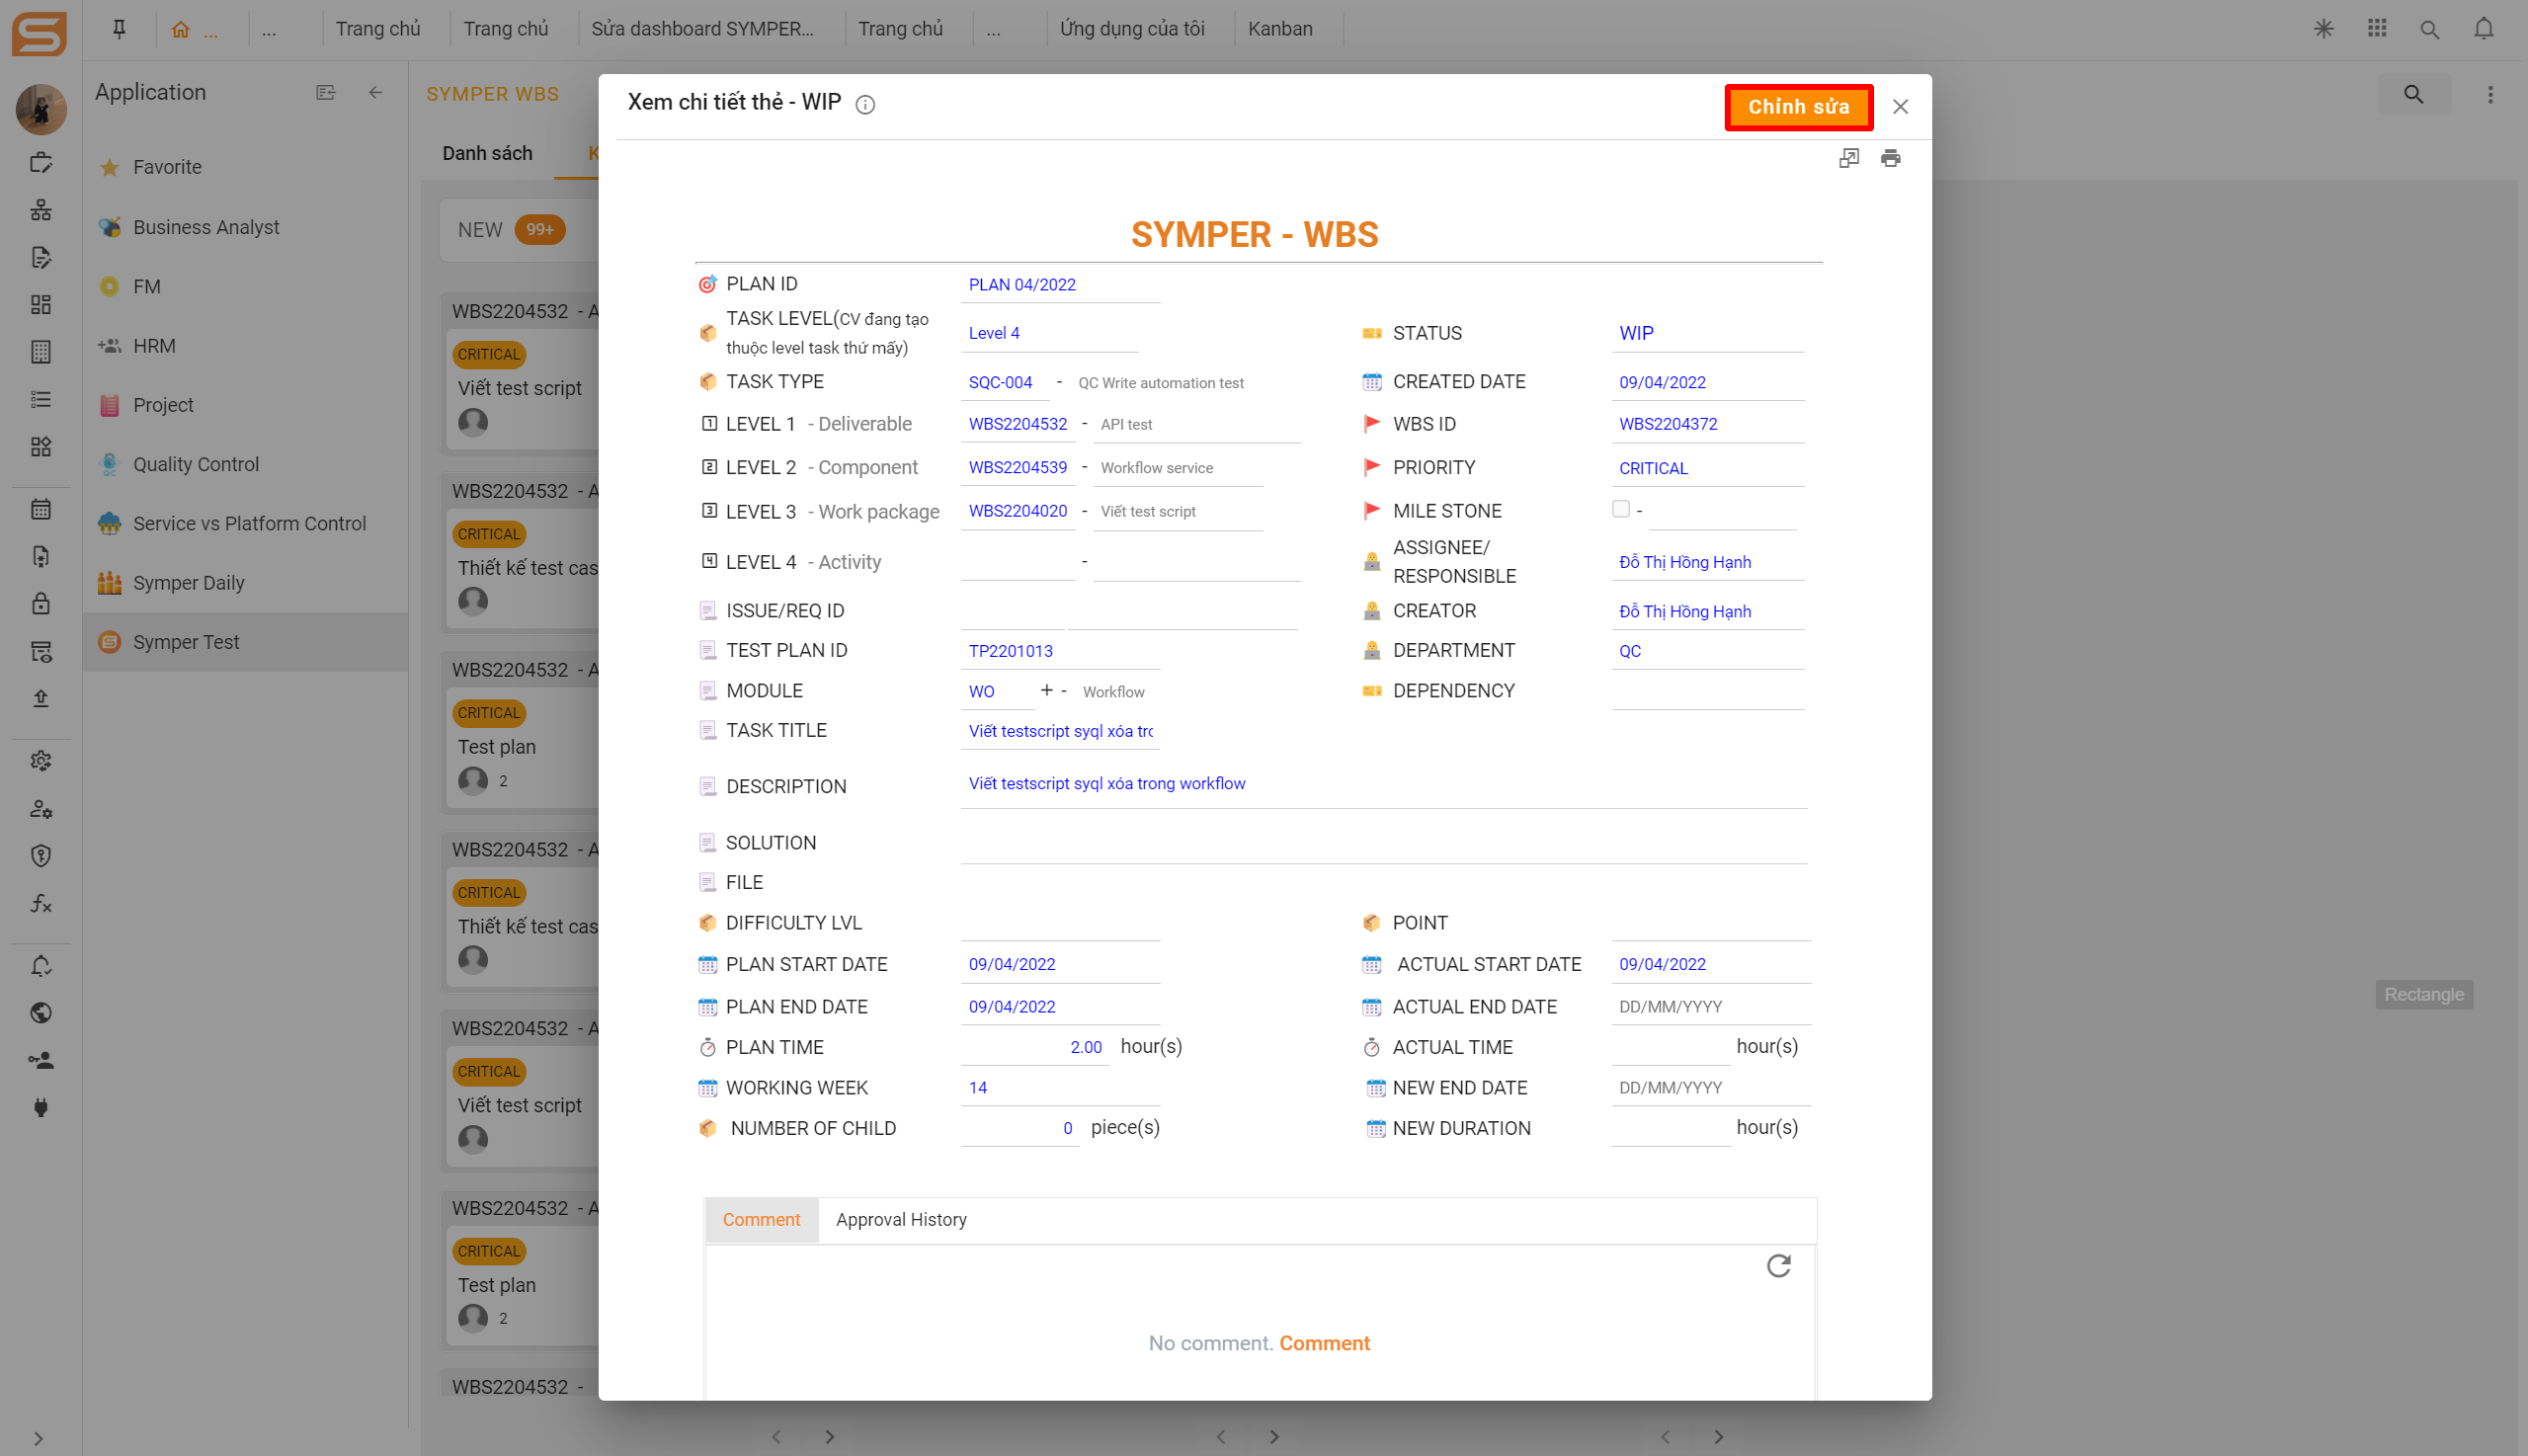 ... ... Trang chủ Trang chủ Sửa dashboard SYMPER... Trang chủ ... Ứng dụng của tôi Kanban
Application
Favorite
Business Analyst
FM
HRM
Project
Quality Control
Service vs Platform Control
Symper Daily
Symper Test
SYMPER WBS
Danh sách K
NEW 99+
WBS2204532 - A
CRITICAL
Viết test script
WBS2204532 - A
CRITICAL
Thiết kế test cas
WBS2204532 - A
CRITICAL
Test plan
2
WBS2204532 - A
CRITICAL
Thiết kế test cas
WBS2204532 - A
CRITICAL
Viết test script
WBS2204532 - A
CRITICAL
Test plan
2
WBS2204532 -
Xem chi tiết thẻ - WIP
Chỉnh sửa
SYMPER - WBS
PLAN ID PLAN 04/2022
TASK LEVEL(CV đang tạo
thuộc level task thứ mấy) Level 4 STATUS WIP
TASK TYPE SQC-004 - QC Write automation test CREATED DATE 09/04/2022
1 LEVEL 1 - Deliverable WBS2204532 - API test WBS ID WBS2204372
2 LEVEL 2 - Component WBS2204539 - Workflow service PRIORITY CRITICAL
3 LEVEL 3 - Work package WBS2204020 - Viết test script MILE STONE -
4 LEVEL 4 - Activity - ASSIGNEE/
RESPONSIBLE Đỗ Thị Hồng Hạnh
ISSUE/REQ ID CREATOR Đỗ Thị Hồng Hạnh
TEST PLAN ID TP2201013 DEPARTMENT QC
MODULE WO + - Workflow DEPENDENCY
TASK TITLE Viết testscript syql xóa trc
DESCRIPTION Viết testscript syql xóa trong workflow
SOLUTION
FILE
DIFFICULTY LVL POINT
PLAN START DATE 09/04/2022 ACTUAL START DATE 09/04/2022
PLAN END DATE 09/04/2022 ACTUAL END DATE DD/MM/YYYY
PLAN TIME 2.00 hour(s) ACTUAL TIME hour(s)
WORKING WEEK 14 NEW END DATE DD/MM/YYYY
NUMBER OF CHILD 0 piece(s) NEW DURATION hour(s)
Comment Approval History
No comment. Comment
Rectangle